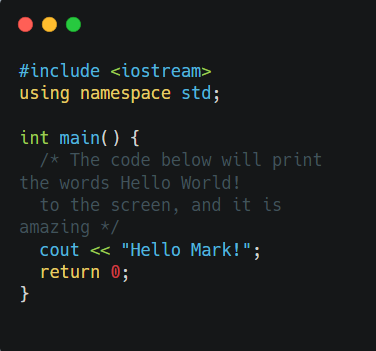 #include <iostream>
using namespace std;

int main() {
  /* The code below will print
the words Hello World!
  to the screen, and it is
amazing */
  cout << "Hello Mark!";
  return 0;
}